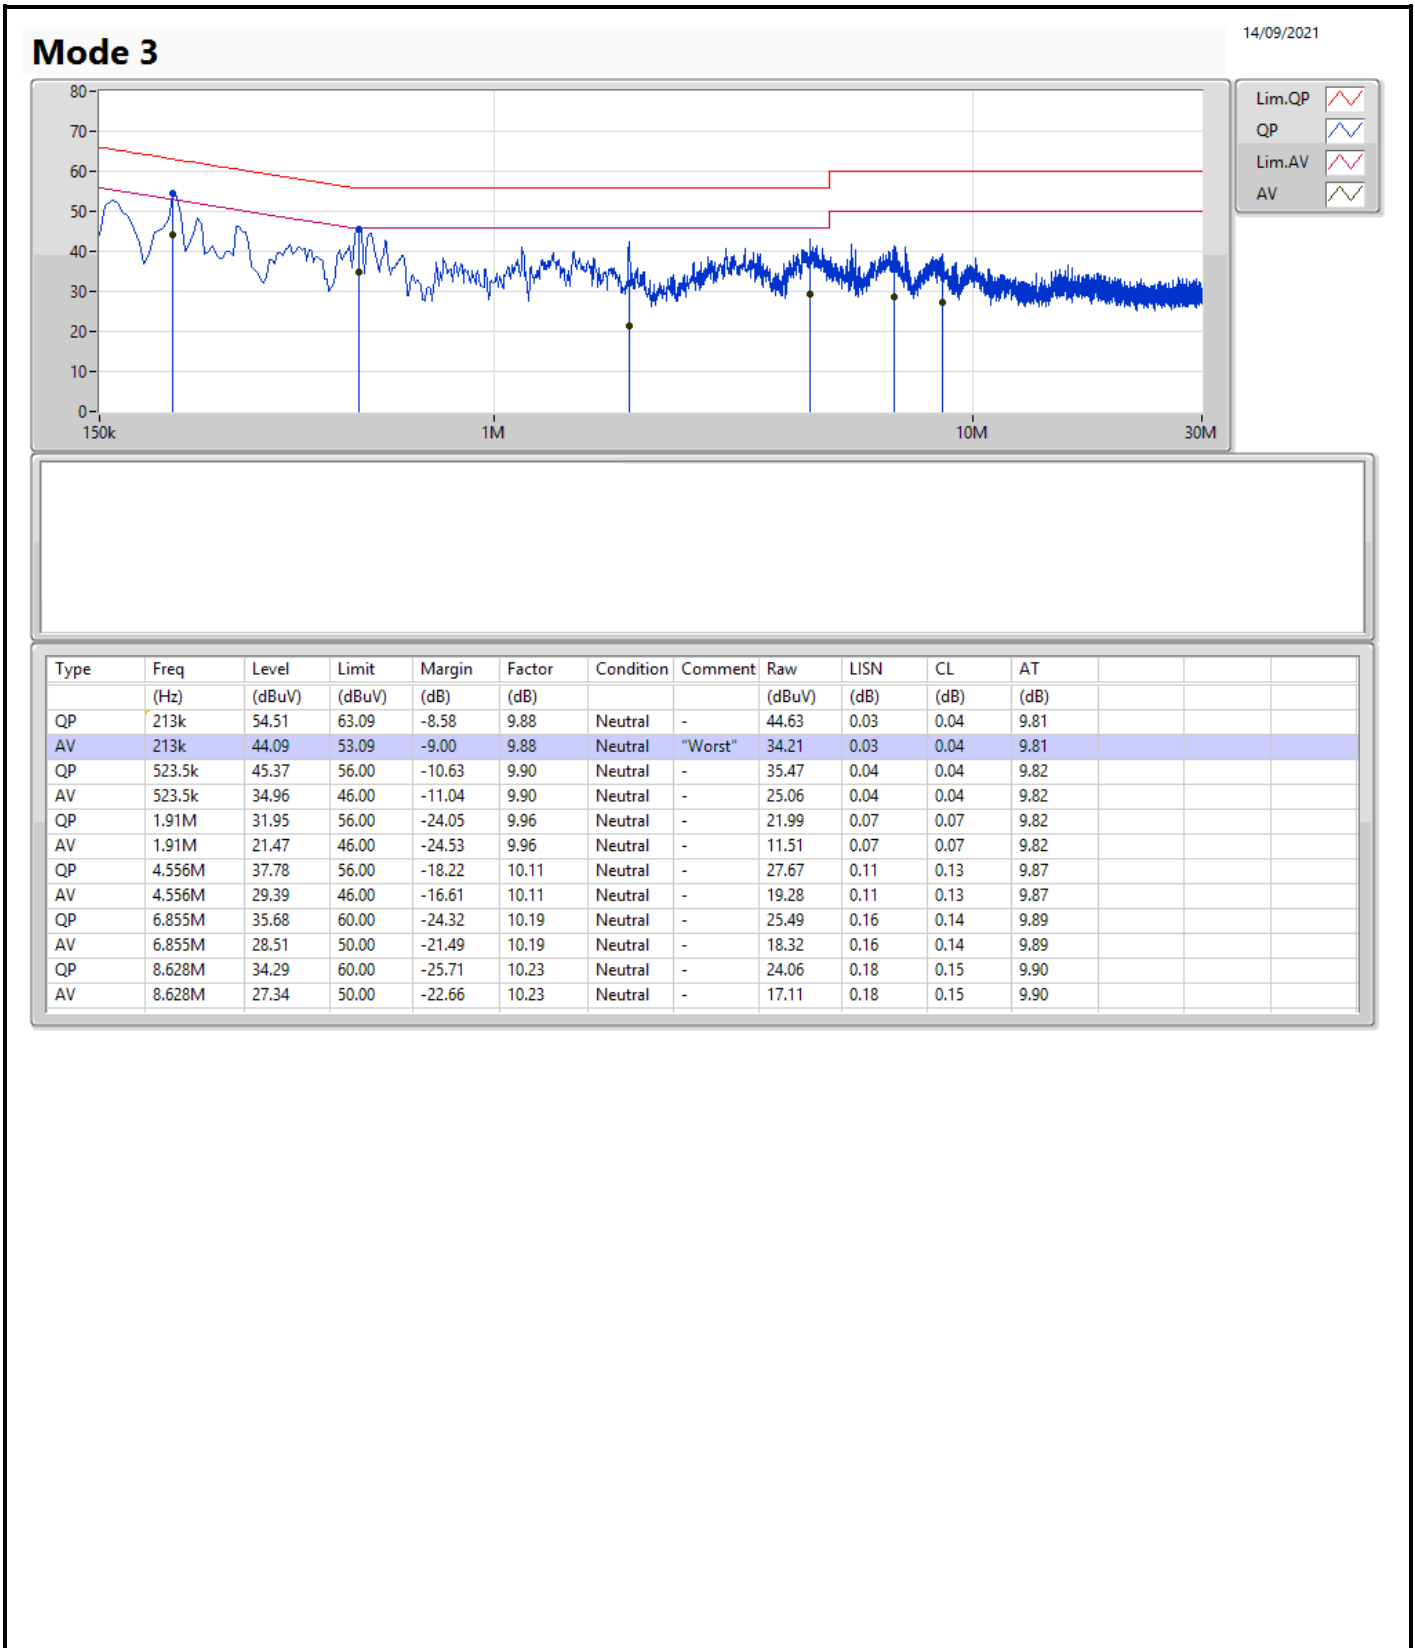 14/09/2021
Mode 3
80
70
60
50
40
30
20
10
0
150k 1M 10M 30M
Lim.QP
QP
Lim.AV
AV
Type Freq Level Limit Margin Factor Condition Comment Raw LISN CL AT
(Hz) (dBuV) (dBuV) (dB) (dB) (dBuV) (dB) (dB) (dB)
QP 213k 54.51 63.09 -8.58 9.88 Neutral - 44.63 0.03 0.04 9.81
AV 213k 44.09 53.09 -9.00 9.88 Neutral "Worst" 34.21 0.03 0.04 9.81
QP 523.5k 45.37 56.00 -10.63 9.90 Neutral - 35.47 0.04 0.04 9.82
AV 523.5k 34.96 46.00 -11.04 9.90 Neutral - 25.06 0.04 0.04 9.82
QP 1.91M 31.95 56.00 -24.05 9.96 Neutral - 21.99 0.07 0.07 9.82
AV 1.91M 21.47 46.00 -24.53 9.96 Neutral - 11.51 0.07 0.07 9.82
QP 4.556M 37.78 56.00 -18.22 10.11 Neutral - 27.67 0.11 0.13 9.87
AV 4.556M 29.39 46.00 -16.61 10.11 Neutral - 19.28 0.11 0.13 9.87
QP 6.855M 35.68 60.00 -24.32 10.19 Neutral - 25.49 0.16 0.14 9.89
AV 6.855M 28.51 50.00 -21.49 10.19 Neutral - 18.32 0.16 0.14 9.89
QP 8.628M 34.29 60.00 -25.71 10.23 Neutral - 24.06 0.18 0.15 9.90
AV 8.628M 27.34 50.00 -22.66 10.23 Neutral - 17.11 0.18 0.15 9.90